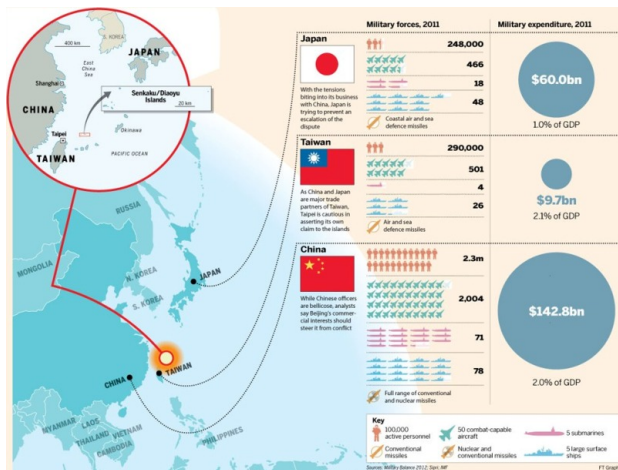 Military forces, 2011
Military expenditure, 2011
400 km
S. KOREA
JAPAN
East
China
Sea
Shanghai
Senkaku/Diaoyu
Islands
20 km
CHINA
Taipei
Okinawa
TAIWAN
PACIFIC OCEAN
RUSSIA
MONGOLIA
N. KOREA
JAPAN
S. KOREA
TAIWAN
CHINA
MYANMAR
LAOS
THAILAND
VIETNAM
CAMBODIA
PHILIPPINES
Japan
With the tensions
biting into its business
with China, Japan is
trying to prevent an
escalation of the
dispute
248,000
466
18
48
Coastal air and sea
defence missiles
$60.0bn
1.0% of GDP
Taiwan
As China and Japan
are major trade
partners of Taiwan,
Taipei is cautious in
asserting its own
claim to the islands
290,000
501
4
26
Air and sea
defence missiles
$9.7bn
2.1% of GDP
China
While Chinese officers
are bellicose, analysts
say Beijing's commer-
cial interests should
steer it from conflict
2.3m
2,004
71
78
Full range of conventional
and nuclear missiles
$142.8bn
2.0% of GDP
Key
100,000
active personnel
50 combat-capable
aircraft
5 submarines
Conventional
missiles
Nuclear and
conventional missiles
5 large surface
ships
Sources: Military Balance 2012; Sipri; IMF
FT Graphic